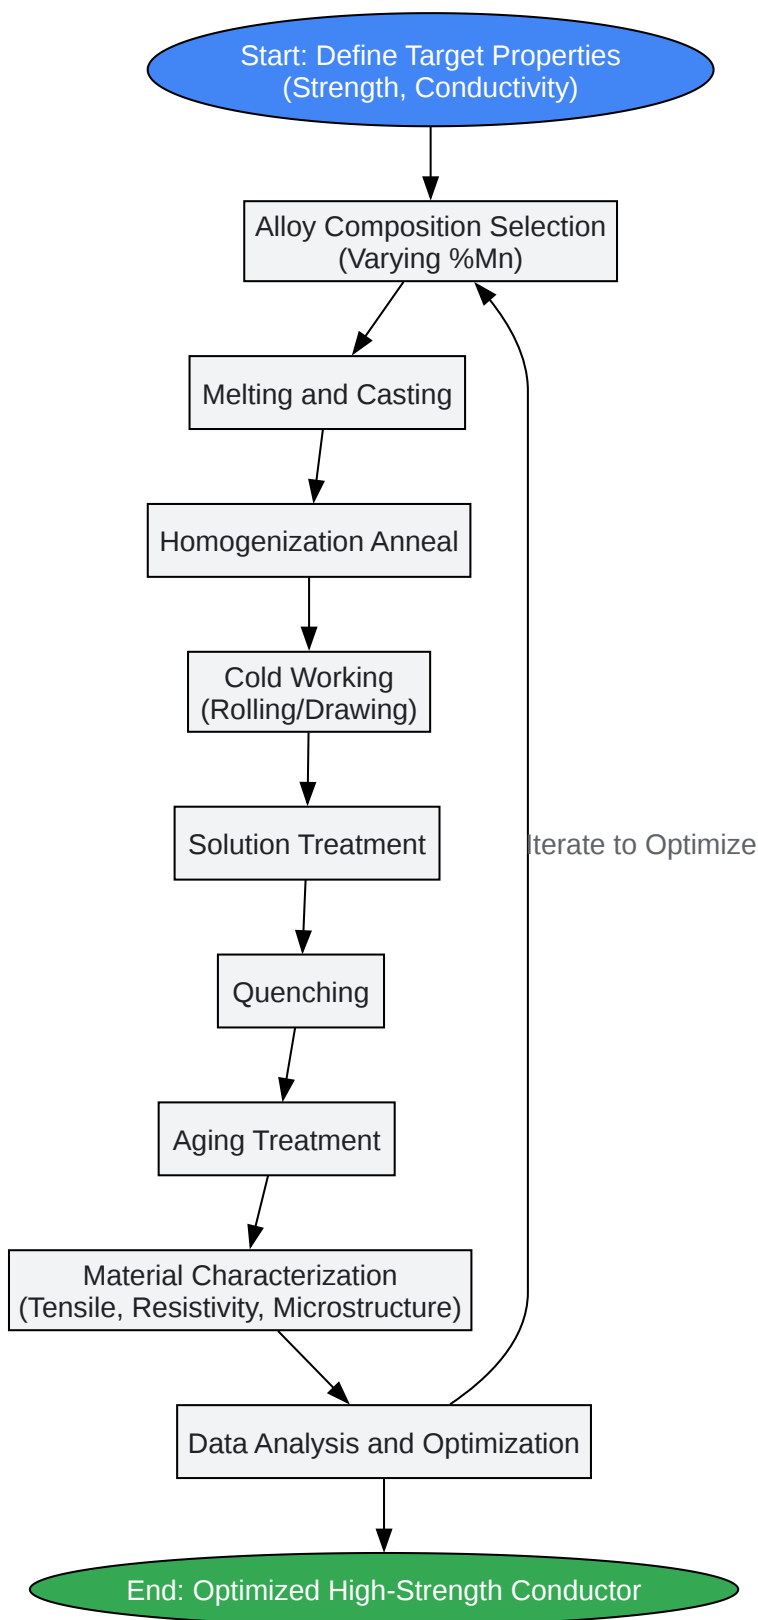 Start: Define Target Properties
(Strength, Conductivity)
Alloy Composition Selection
(Varying %Mn)
Melting and Casting
Homogenization Anneal
Cold Working
(Rolling/Drawing)
Solution Treatment
Iterate to Optimize
Quenching
Aging Treatment
Material Characterization
(Tensile, Resistivity, Microstructure)
Data Analysis and Optimization
End: Optimized High-Strength Conductor